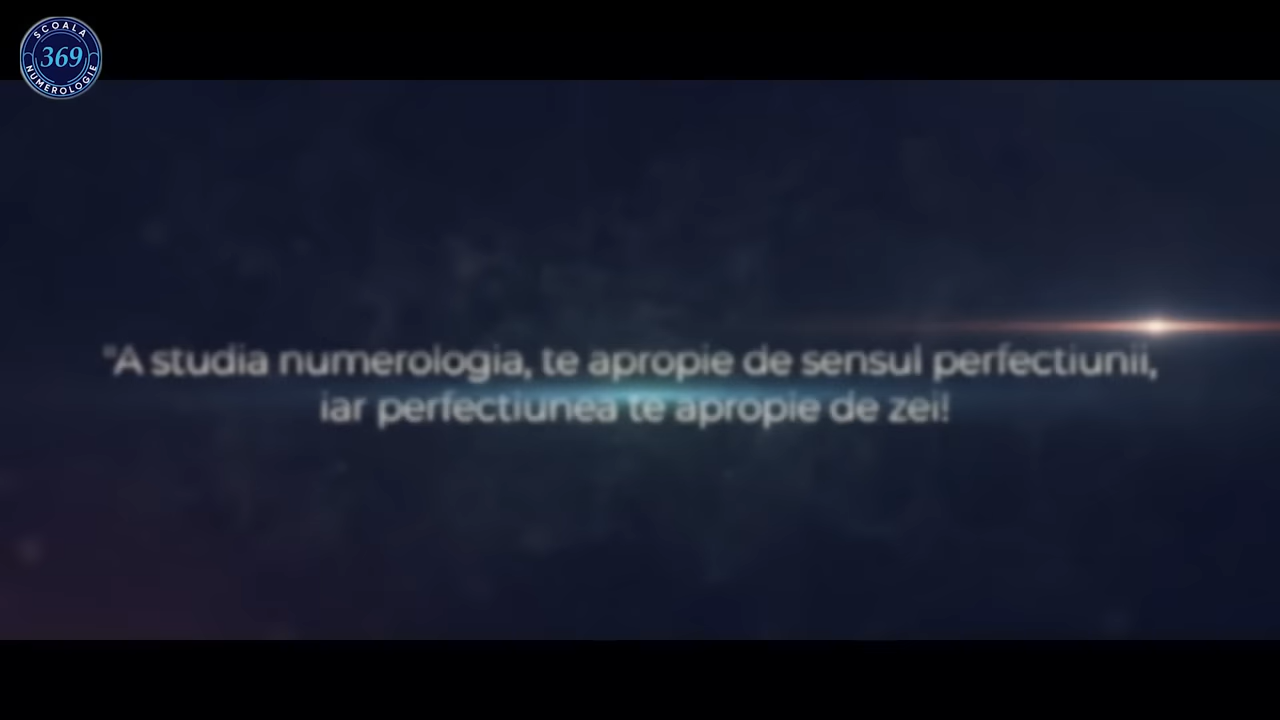 SCOALA
369
NUMEROLOGIE
"A studia numerologia, te apropie de sensul perfectiunii,
iar perfectiunea te apropie de zei!